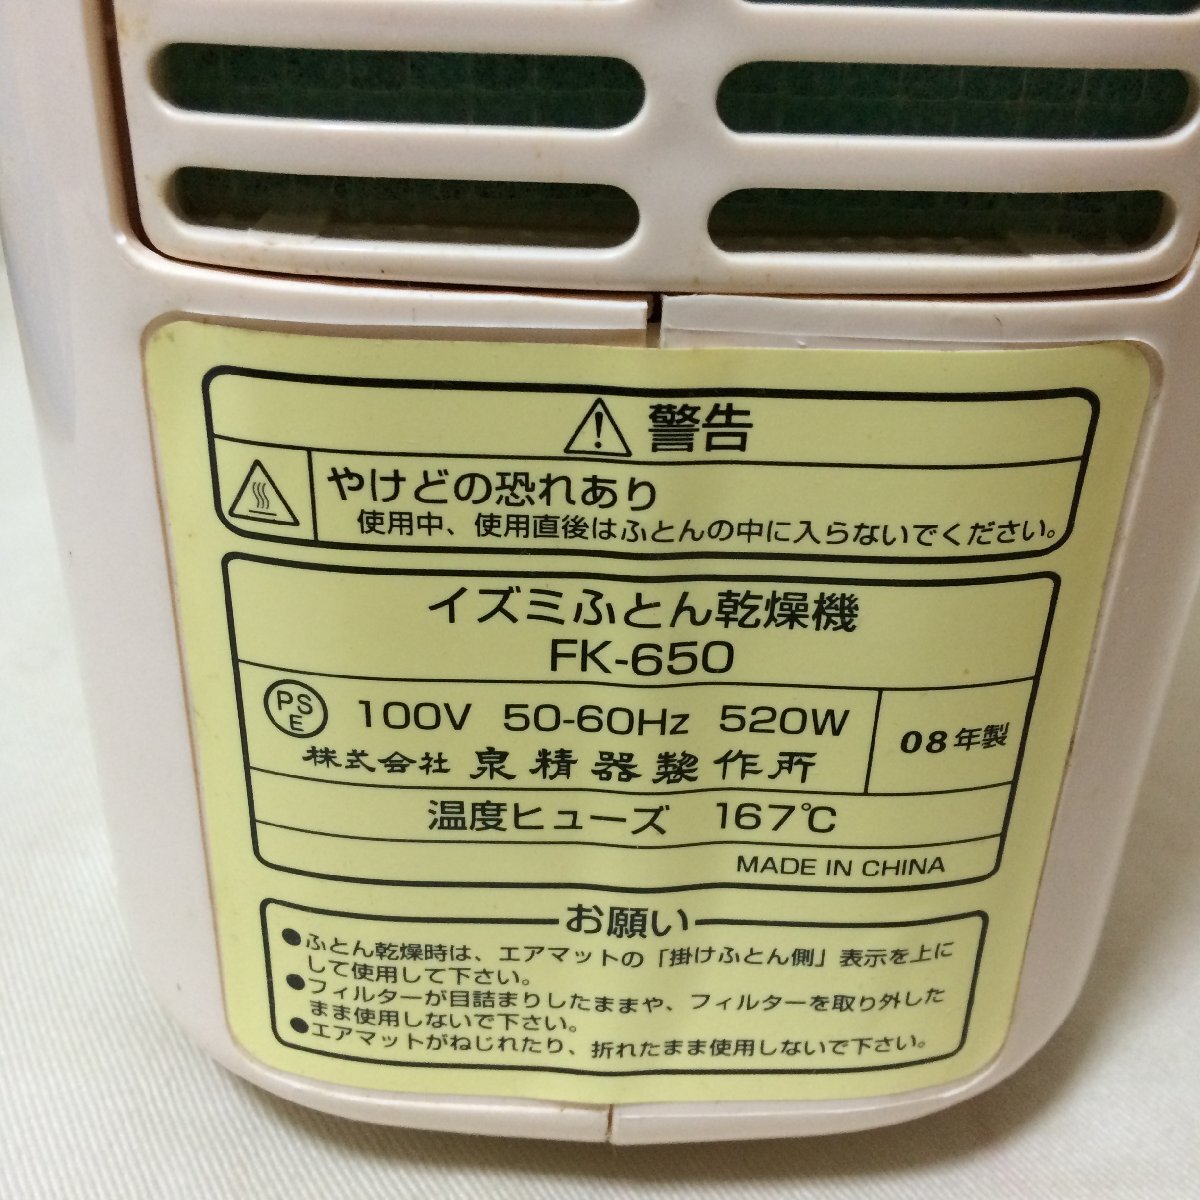 警告
やけどの恐れあり
使用中、使用直後はふとんの中に入らないでください。
イズミふとん乾燥機
FK-650
PSE 100V 50-60Hz 520W
株式会社 泉精器製作所
08年製
温度ヒューズ 167℃
MADE IN CHINA
お願い
●ふとん乾燥時は、エアマットの「掛けふとん側」表示を上に
して使用して下さい。
●フィルターが目詰まりしたままや、フィルターを取り外した
まま使用しないで下さい。
●エアマットがねじれたり、折れたまま使用しないで下さい。